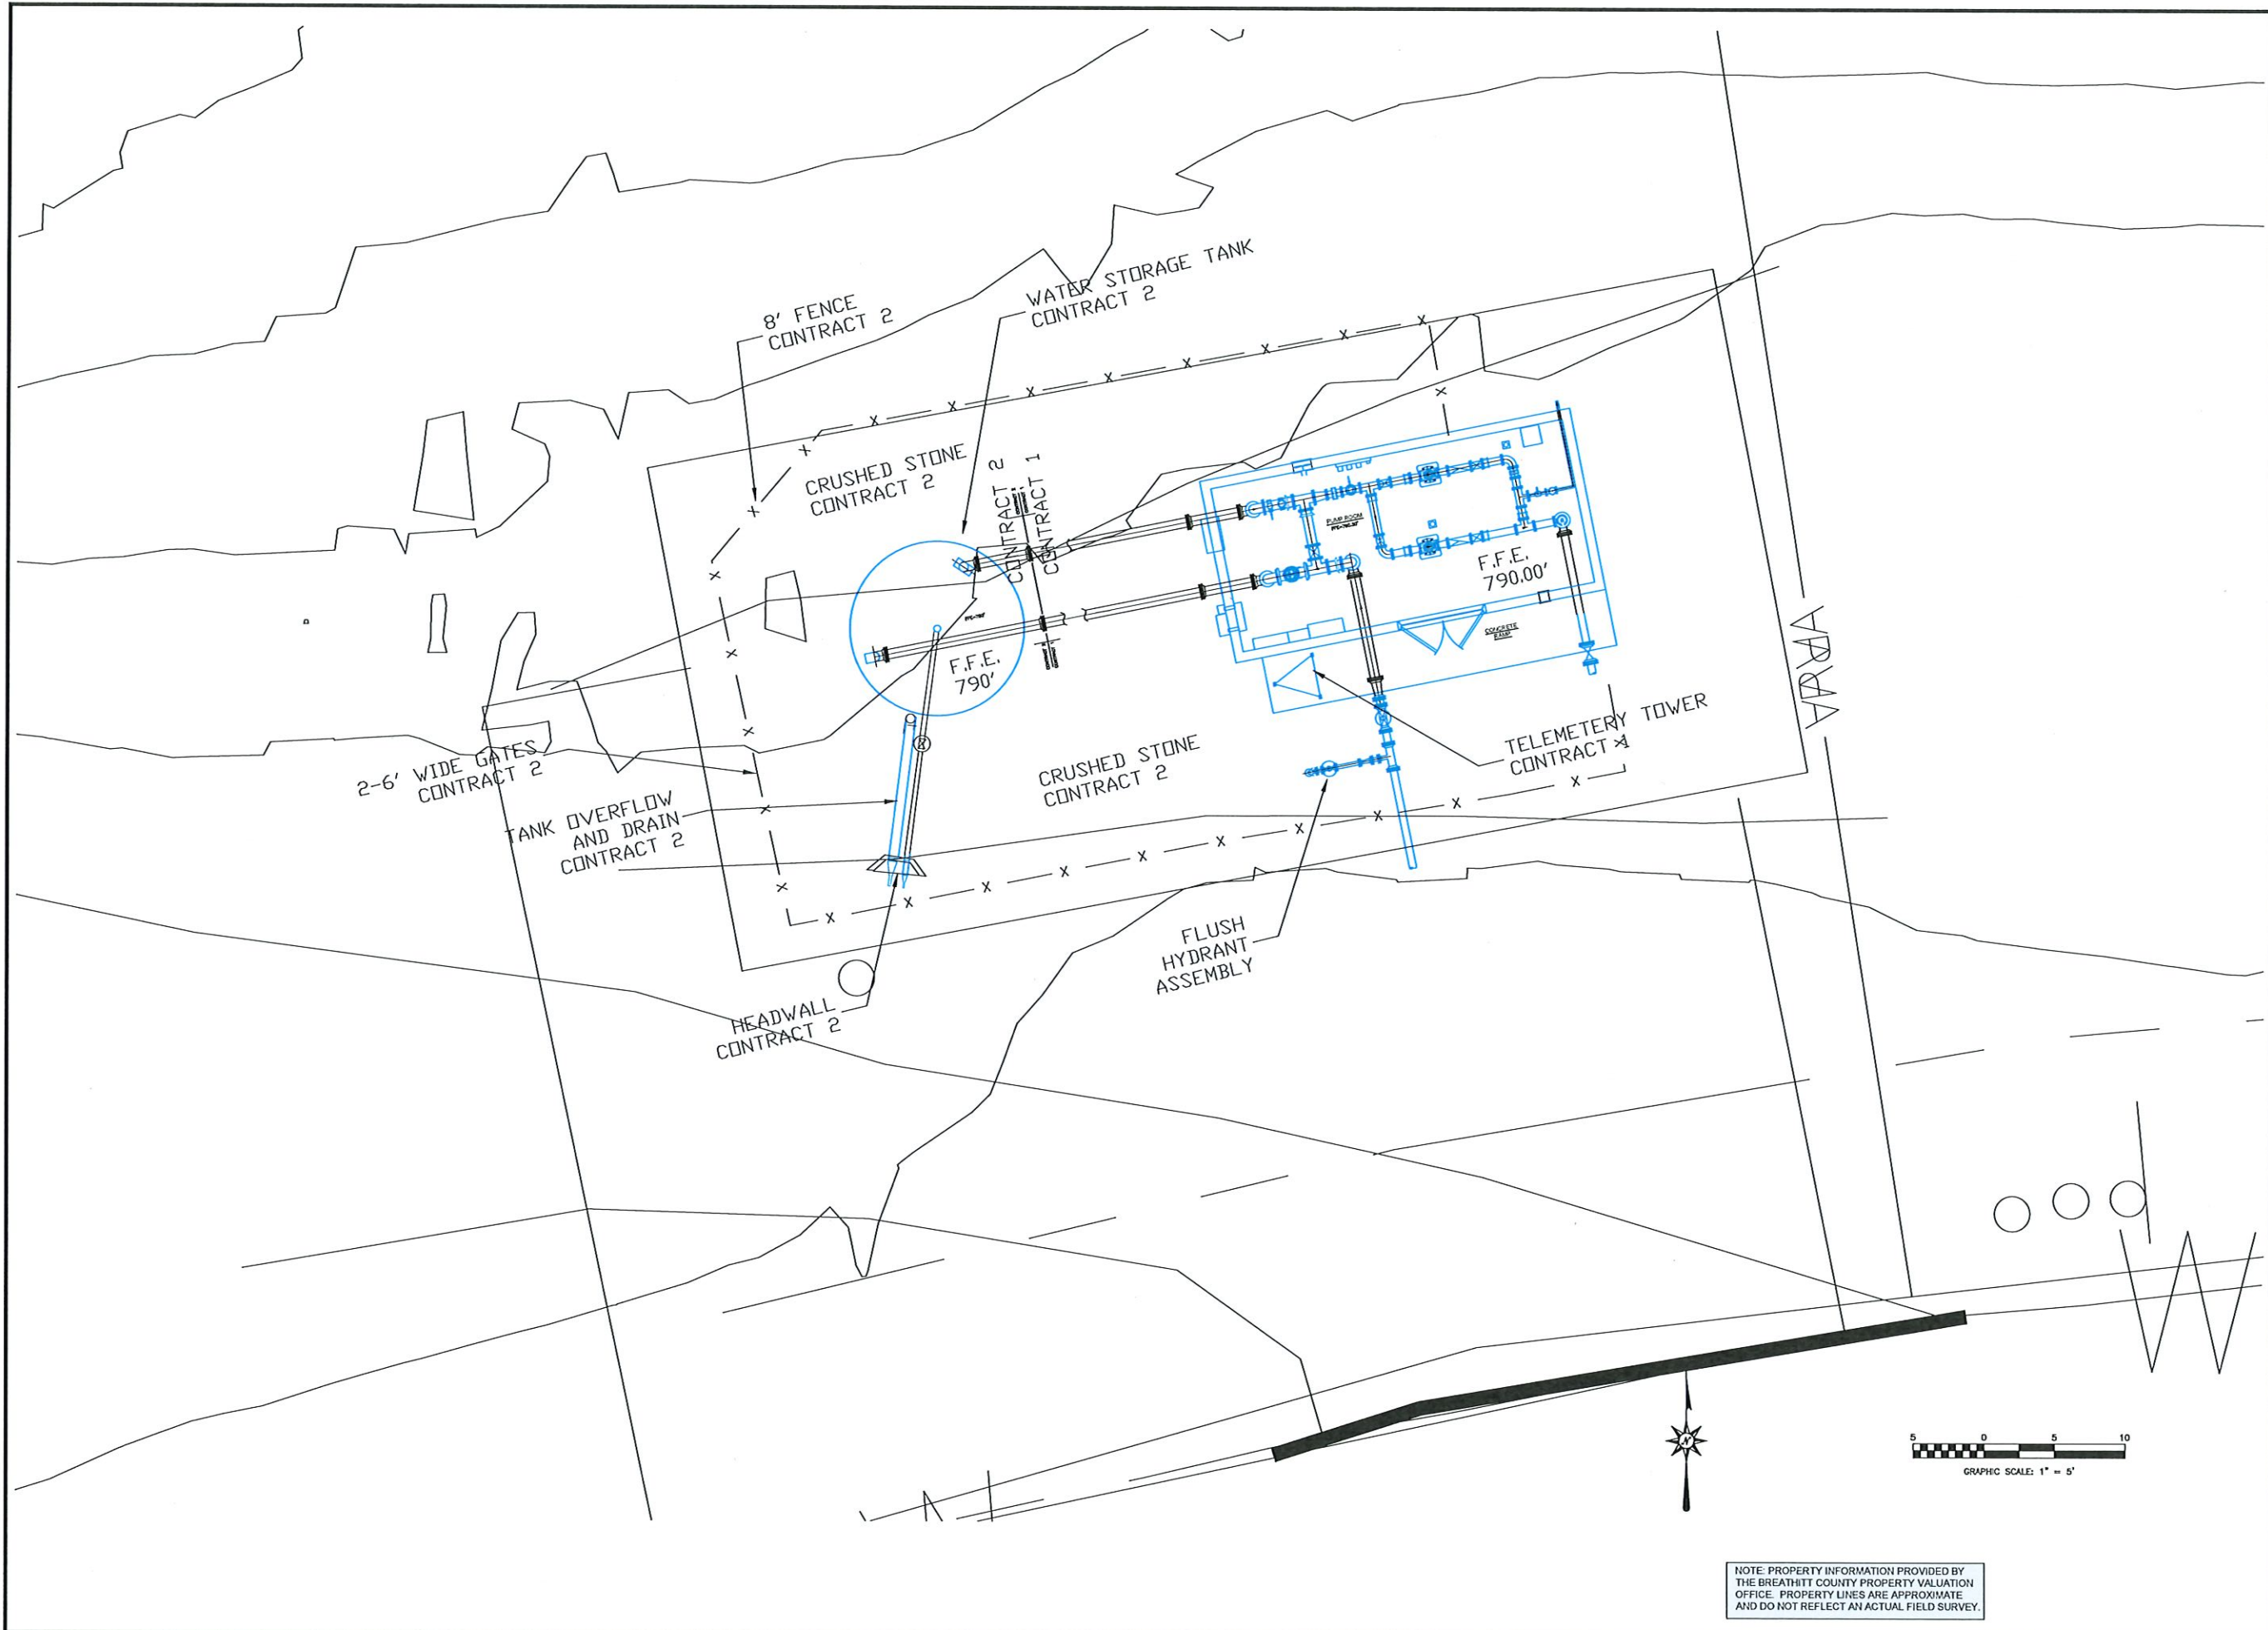 WATER STORAGE TANK
CONTRACT 2
8' FENCE
CONTRACT 2
CRUSHED STONE
CONTRACT 2
CONTRACT 2
CONTRACT 1
PUMP ROOM
F.F.E.
790.00'
CONCRETE
RAMP
F.F.E.
790'
2-6' WIDE GATES
CONTRACT 2
TELEMETERY TOWER
CRUSHED STONE
CONTRACT 2
TANK OVERFLOW
AND DRAIN
CONTRACT 2
FLUSH
HYDRANT
ASSEMBLY
HEADWALL
CONTRACT 2
N
5 0 5 10
GRAPHIC SCALE: 1" = 5'
NOTE: PROPERTY INFORMATION PROVIDED BY
THE BREATHITT COUNTY PROPERTY VALUATION
OFFICE. PROPERTY LINES ARE APPROXIMATE
AND DO NOT REFLECT AN ACTUAL FIELD SURVEY.